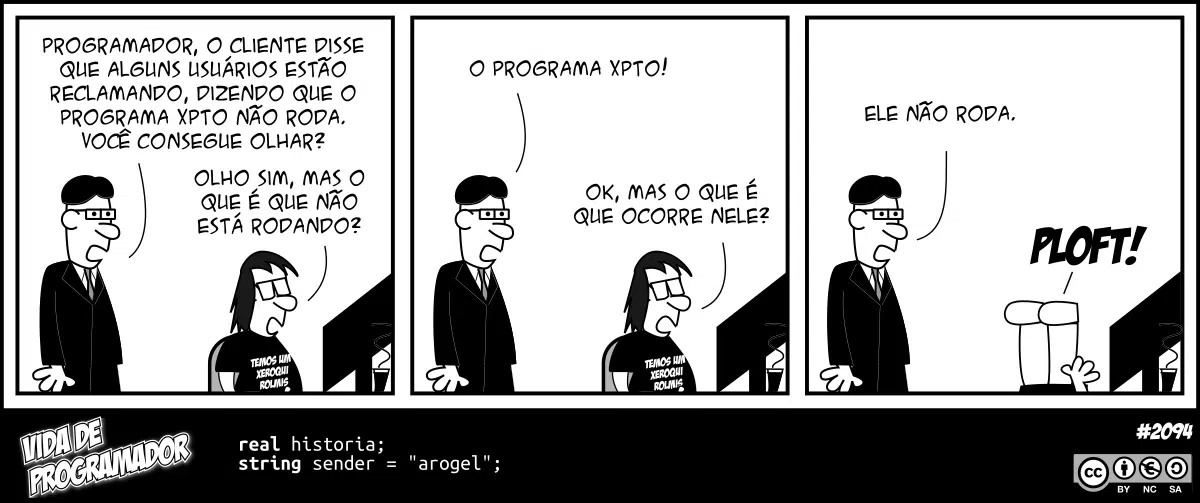 PROGRAMADOR, O CLIENTE DISSE
QUE ALGUNS USUÁRIOS ESTÃO
RECLAMANDO, DIZENDO QUE O
PROGRAMA XPTO NÃO RODA.
VOCÊ CONSEGUE OLHAR?
OLHO SIM, MAS O
QUE É QUE NÃO
ESTÁ RODANDO?
TEMOS UM
XEROQUI
ROLMIS
O PROGRAMA XPTO!
OK, MAS O QUE É
QUE OCORRE NELE?
TEMOS UM
XEROQUI
ROLMIS
ELE NÃO RODA.
PLOFT!
VIDA DE
PROGRAMADOR
real historia;
string sender = "arogel";
#2094
cc
BY NC SA